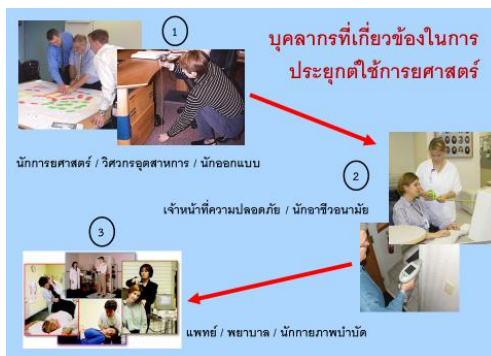 บุคลากรที่เกี่ยวข้องในการ
ประยุกต์ใช้การยศาสตร์
1
นักการยศาสตร์ / วิศวกรอุตสาหการ / นักออกแบบ
2
เจ้าหน้าที่ความปลอดภัย / นักอาชีวอนามัย
3
แพทย์ / พยาบาล / นักกายภาพบำบัด